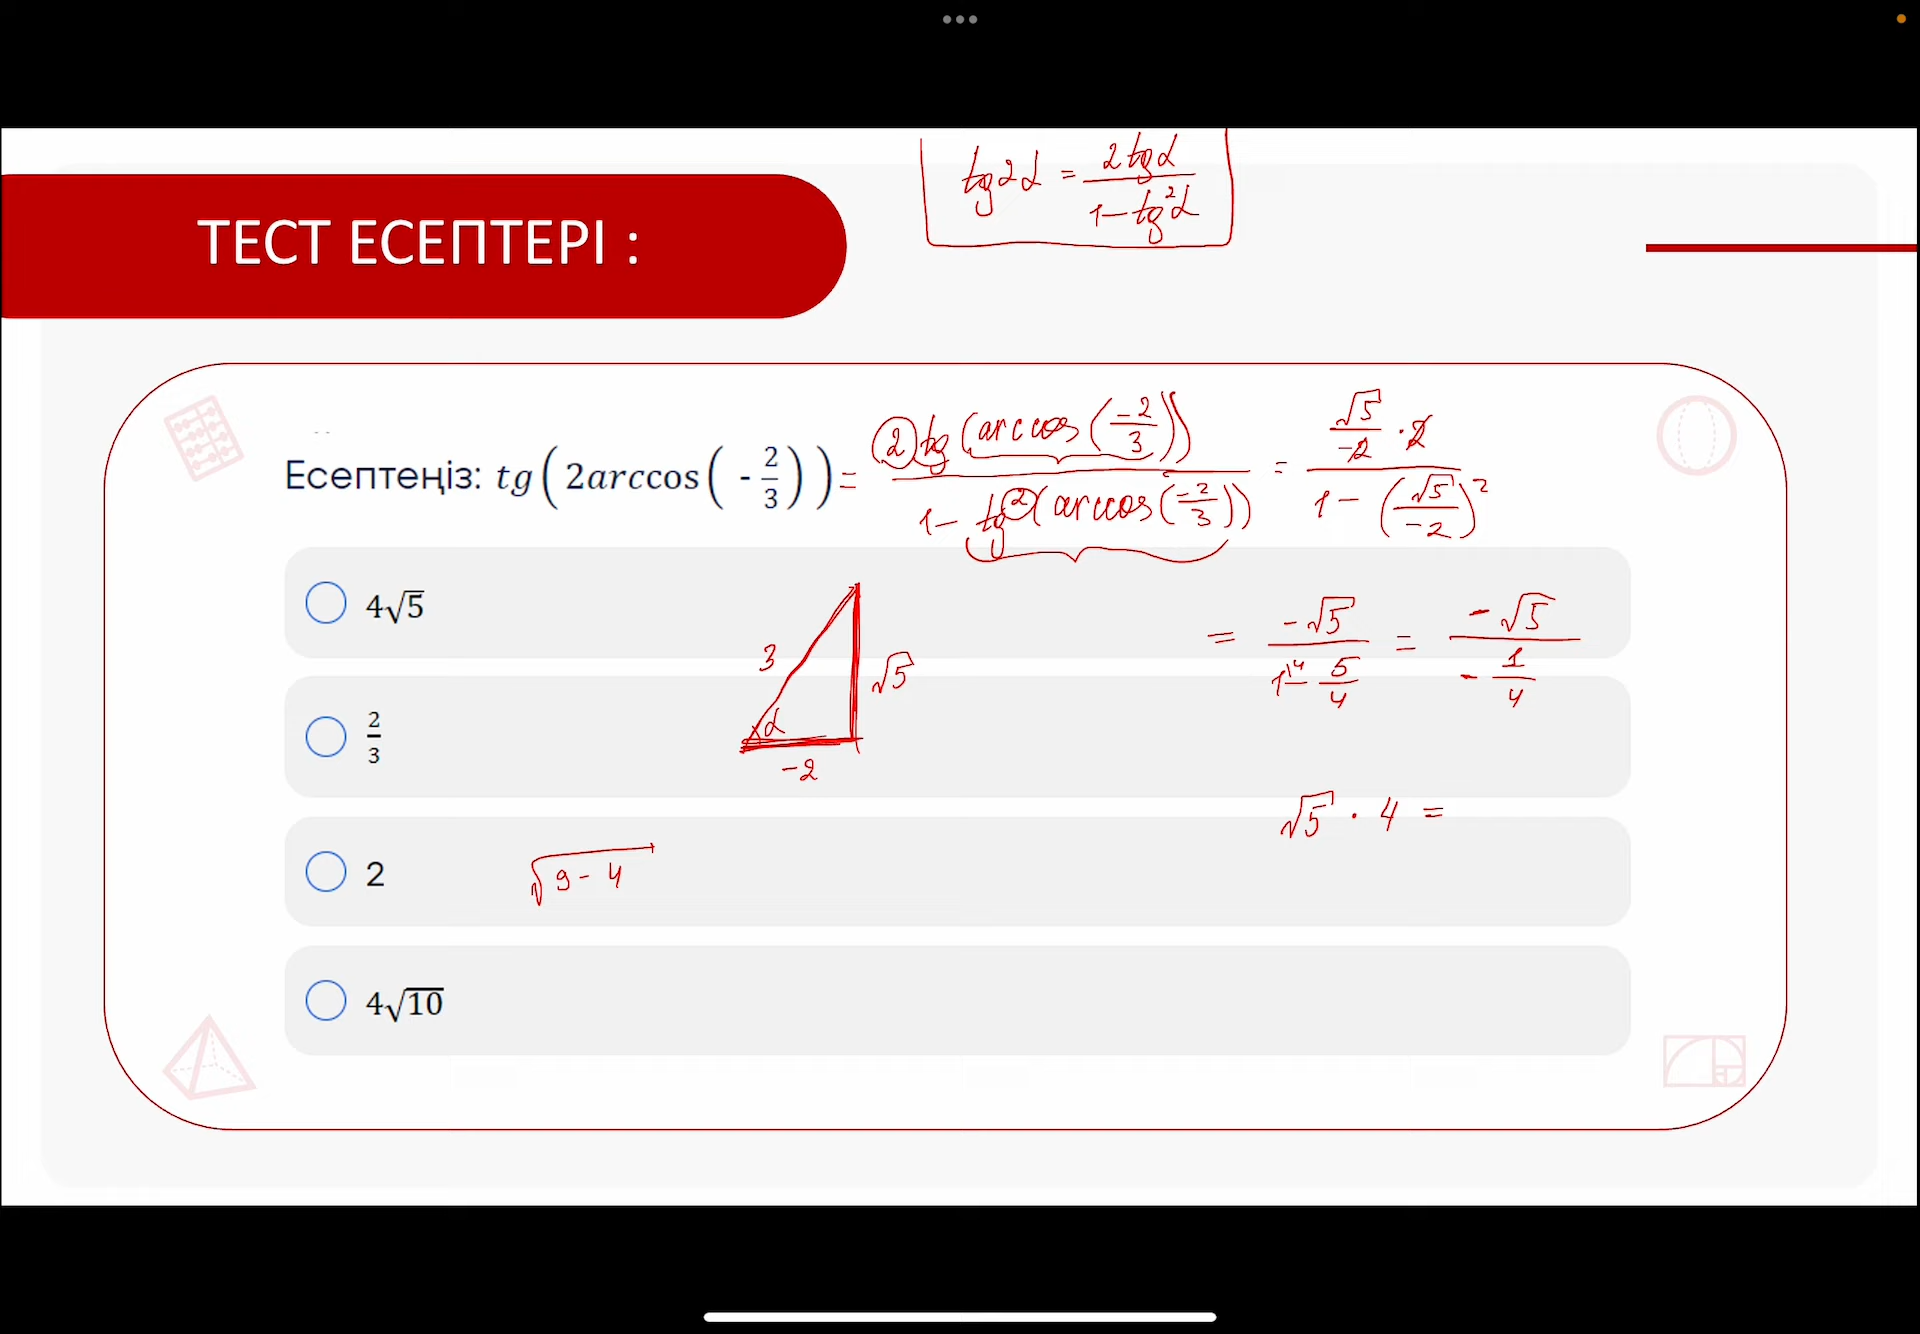 tg2α = 2tgα / 1 - tg²α
ТЕСТ ЕСЕПТЕРІ :
Есептеңіз: tg(2arccos(-2/3)) = 2tg(arccos(-2/3)) / 1 - tg²(arccos(-2/3)) = √5/-2 · 2 / 1 - (√5/-2)²
4√5
3
√5
α
-2
= -√5 / 1⁽⁴ - 5/4 = -√5 / - 1/4
2/3
√5 · 4 =
2
√9 - 4
4√10